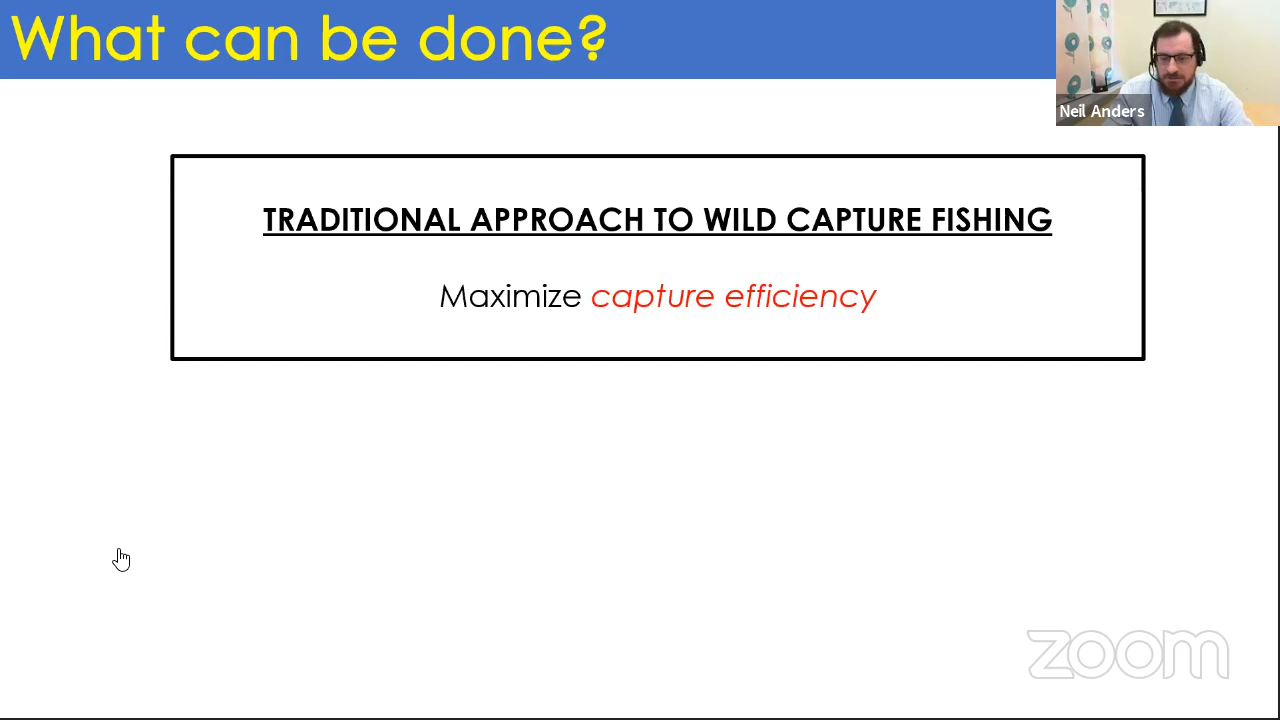 What can be done?
Neil Anders
TRADITIONAL APPROACH TO WILD CAPTURE FISHING
Maximize capture efficiency
zoom